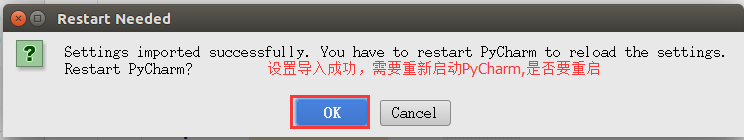 Restart Needed
Settings imported successfully. You have to restart PyCharm to reload the settings.
Restart PyCharm? 设置导入成功，需要重新启动PyCharm,是否要重启
OK Cancel